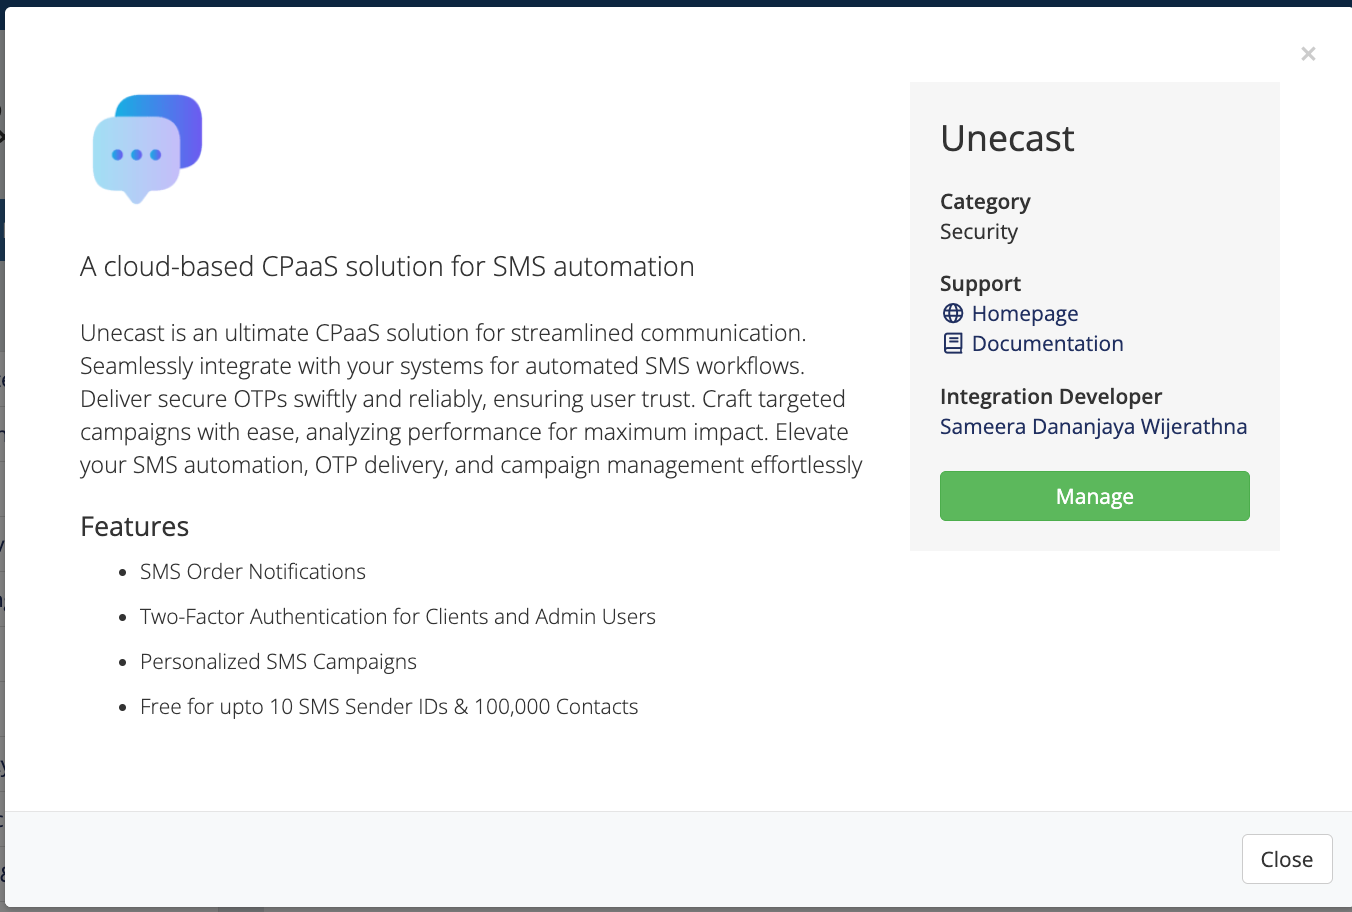 ×
A cloud-based CPaaS solution for SMS automation
Unecast is an ultimate CPaaS solution for streamlined communication.
Seamlessly integrate with your systems for automated SMS workflows.
Deliver secure OTPs swiftly and reliably, ensuring user trust. Craft targeted
campaigns with ease, analyzing performance for maximum impact. Elevate
your SMS automation, OTP delivery, and campaign management effortlessly
Features
• SMS Order Notifications
• Two-Factor Authentication for Clients and Admin Users
• Personalized SMS Campaigns
• Free for upto 10 SMS Sender IDs & 100,000 Contacts
Unecast
Category
Security
Support
Homepage
Documentation
Integration Developer
Sameera Dananjaya Wijerathna
Manage
Close